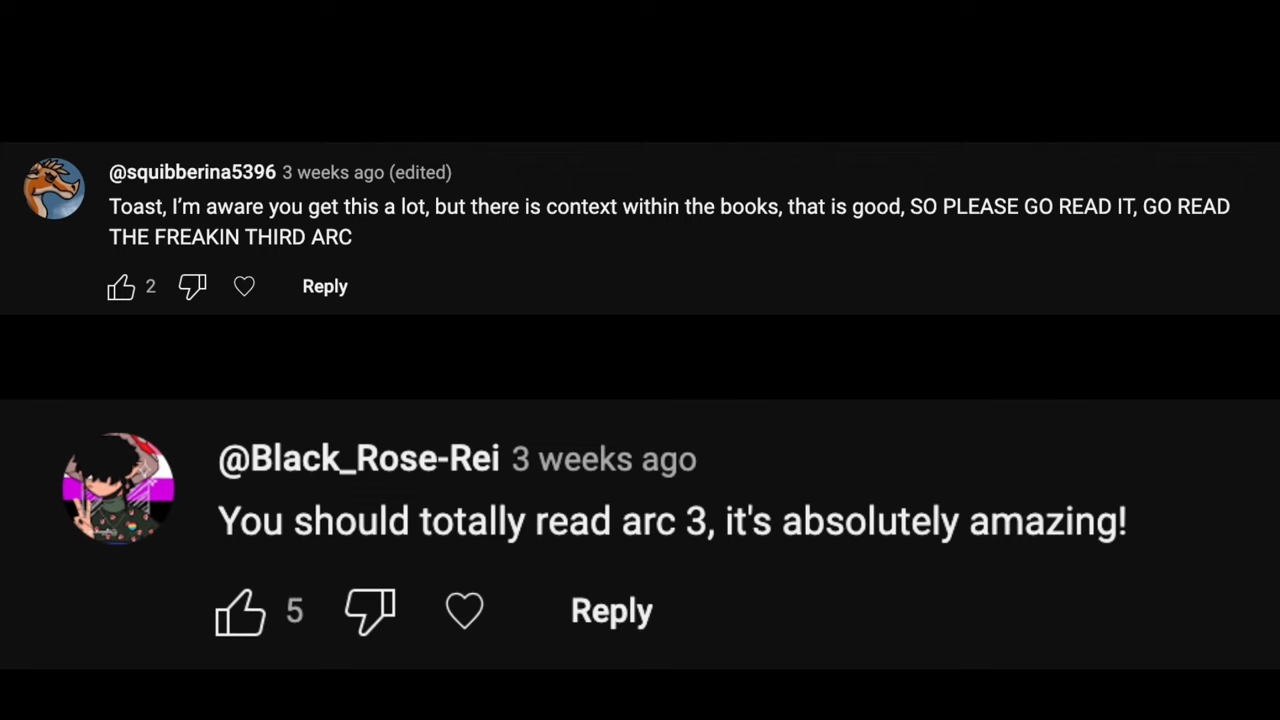 @squibberina5396 3 weeks ago (edited)
Toast, I’m aware you get this a lot, but there is context within the books, that is good, SO PLEASE GO READ IT, GO READ
THE FREAKIN THIRD ARC
2 Reply
@Black_Rose-Rei 3 weeks ago
You should totally read arc 3, it's absolutely amazing!
5 Reply